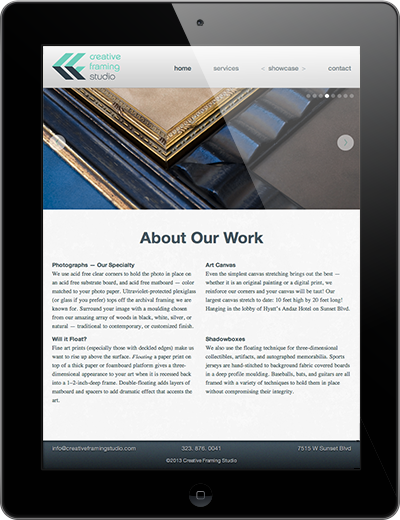 creative
framing
studio
home services < showcase > contact
About Our Work
Photographs — Our Specialty
We use acid free corners to hold the photo in place on
an acid free substrate board, and acid free matboard — color
matched to your photo paper. Ultraviolet-protected plexiglass
(or glass if you prefer) tops off the archival framing we are
known for. Surround your image with a moulding chosen
from our amazing array of woods in black, white, silver, or
natural — traditional to contemporary, or customized finish.
Will it Float?
Fine art prints (especially those with deckled edges) make us
want to rise up above the surface. Floating a paper print on
top of a thick paper or foamboard platform gives a three-
dimensional appearance to your art when it is recessed back
into a 1–2-inch-deep frame. Double-floating adds layers of
matboard and spacers to add dramatic effect that accents the
art.
Art Canvas
Even the simplest canvas stretching brings out the best —
whether it is an original painting or a digital print, we
reinforce our corners and your canvas will be taut! Our
largest canvas stretch to date: 10 feet high by 20 feet long!
Hanging in the lobby of Hyatt's Andaz Hotel on Sunset Blvd.
Shadowboxes
We also use the floating technique for three-dimensional
collectibles, artifacts, and autographed memorabilia. Sports
jerseys are hand-stitched to background fabric covered boards
in a deep profile moulding. Baseballs, bats, and guitars are all
framed with a variety of techniques to hold them in place
without compromising their integrity.
info@creativeframingstudio.com 323. 876. 0041 7515 W Sunset Blvd
©2013 Creative Framing Studio